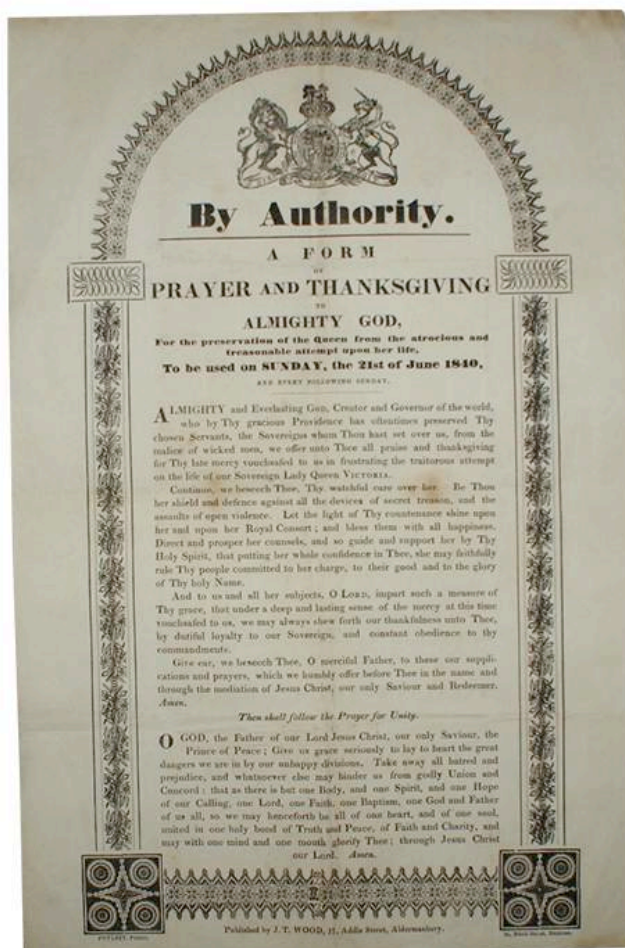 By Authority.
A FORM
OF
PRAYER AND THANKSGIVING
TO
ALMIGHTY GOD,
For the preservation of the Queen from the atrocious and
treasonable attempt upon her life,
To be used on SUNDAY, the 21st of June 1840,
AND EVERY FOLLOWING SUNDAY.
ALMIGHTY and Everlasting GOD, Creator and Governor of the world,
who by Thy gracious Providence has oftentimes preserved Thy
chosen Servants, the Sovereigns whom Thou hast set over us, from the
malice of wicked men, we offer unto Thee all praise and thanksgiving
for Thy late mercy vouchsafed to us in frustrating the traitorous attempt
on the life of our Sovereign Lady Queen VICTORIA.
Continue, we beseech Thee, Thy watchful care over her. Be Thou
her shield and defence against all the devices of secret treason, and the
assaults of open violence. Let the light of Thy countenance shine upon
her and upon her Royal Consort; and bless them with all happiness.
Direct and prosper her counsels, and so guide and support her by Thy
Holy Spirit, that putting her whole confidence in Thee, she may faithfully
rule Thy people committed to her charge, to their good and to the glory
of Thy holy Name.
And to us and all her subjects, O LORD, impart such a measure of
Thy grace, that under a deep and lasting sense of the mercy at this time
vouchsafed to us, we may always shew forth our thankfulness unto Thee,
by dutiful loyalty to our Sovereign, and constant obedience to thy
commandments.
Give ear, we beseech Thee, O merciful Father, to these our suppli-
cations and prayers, which we humbly offer before Thee in the name and
through the mediation of Jesus Christ, our only Saviour and Redeemer.
Amen.
Then shall follow the Prayer for Unity.
O GOD, the Father of our Lord Jesus Christ, our only Saviour, the
Prince of Peace; Give us grace seriously to lay to heart the great
dangers we are in by our unhappy divisions. Take away all hatred and
prejudice, and whatsoever else may hinder us from godly Union and
Concord: that as there is but one Body, and one Spirit, and one Hope
of our Calling, one Lord, one Faith, one Baptism, one God and Father
of us all, so we may henceforth be all of one heart, and of one soul,
united in one holy bond of Truth and Peace, of Faith and Charity, and
may with one mind and one mouth glorify Thee; through Jesus Christ
our Lord. Amen.
Published by J. T. WOOD, Addle Street, Aldermanbury.